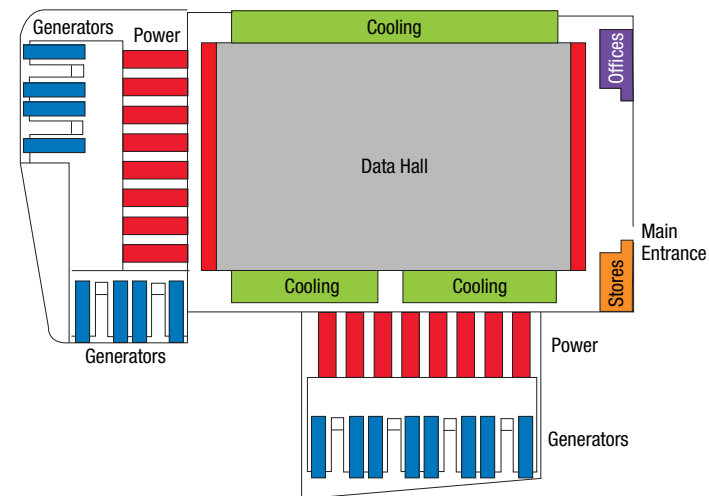 Generators
Power
Cooling
Offices
Data Hall
Main
Entrance
Stores
Cooling
Cooling
Generators
Power
Generators